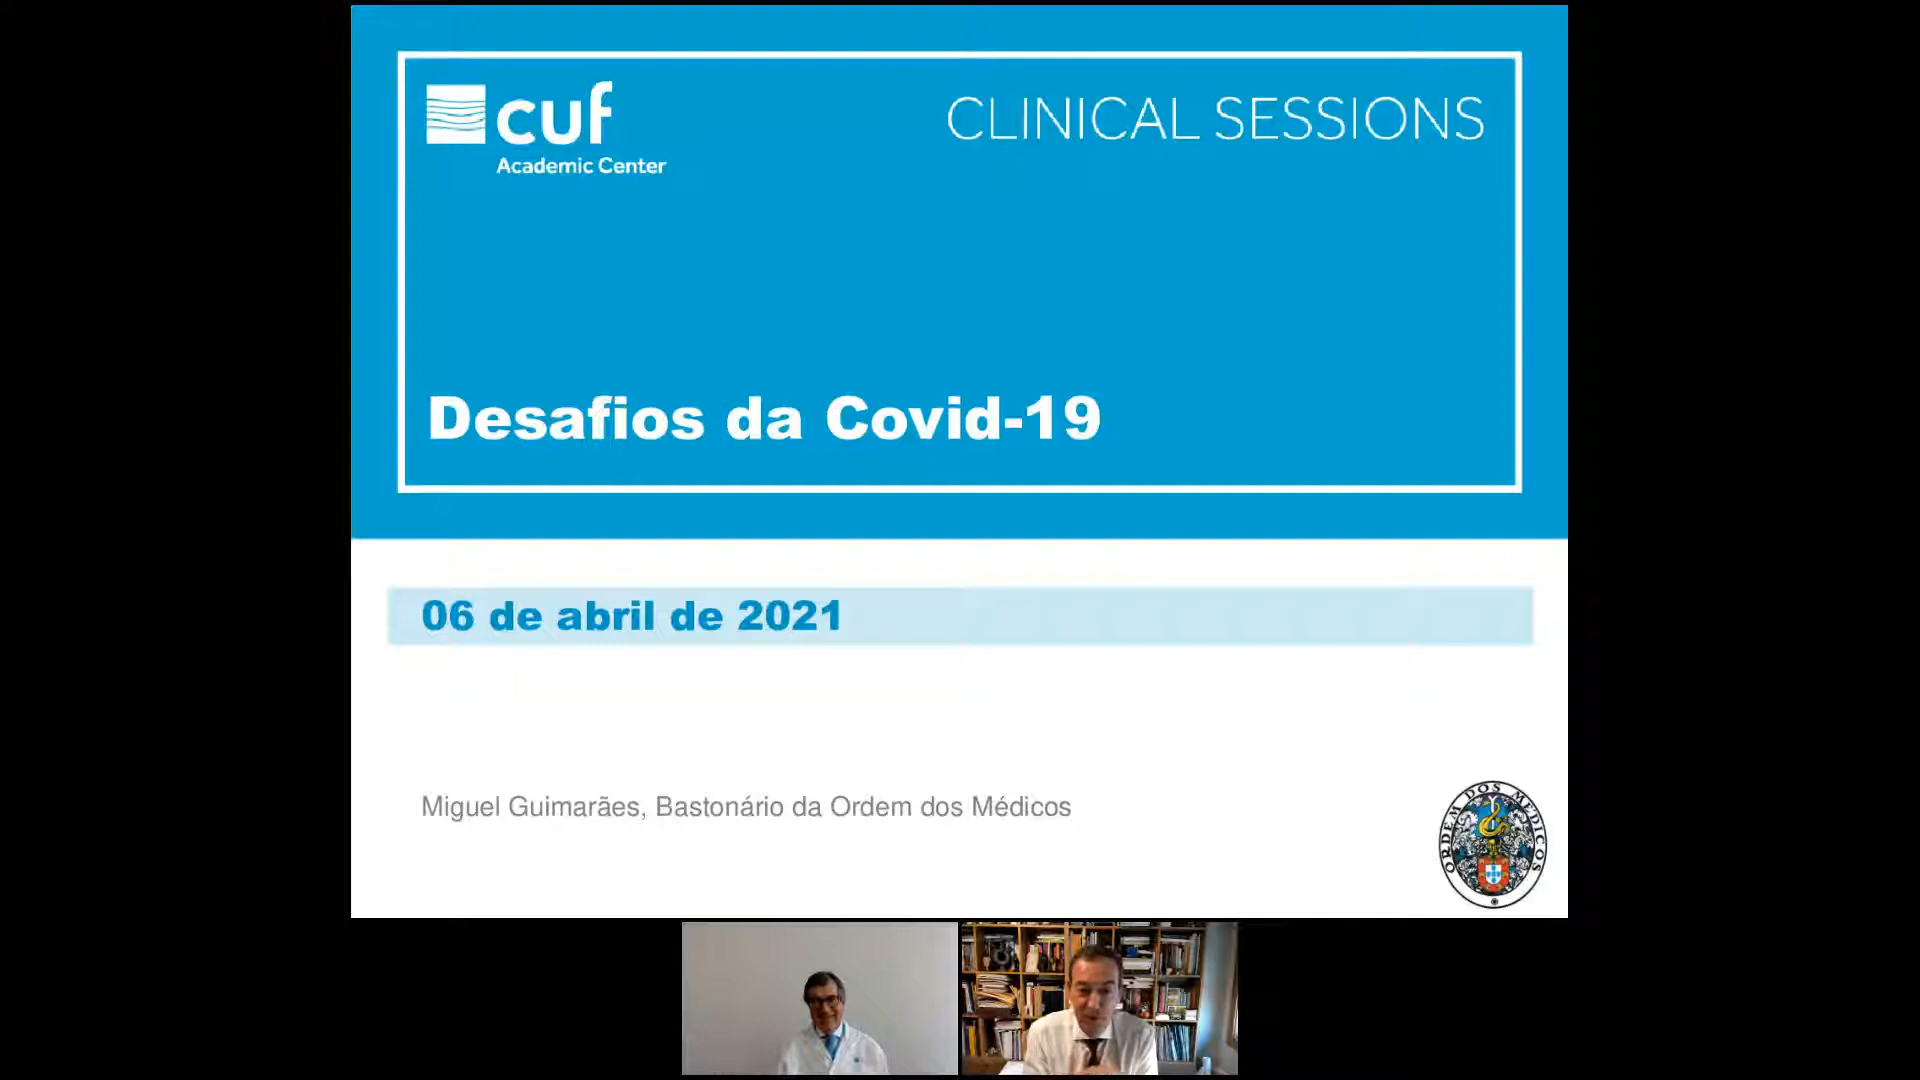 cuf
Academic Center
CLINICAL SESSIONS
Desafios da Covid-19
06 de abril de 2021
Miguel Guimarães, Bastonário da Ordem dos Médicos
ORDEM DOS MÉDICOS